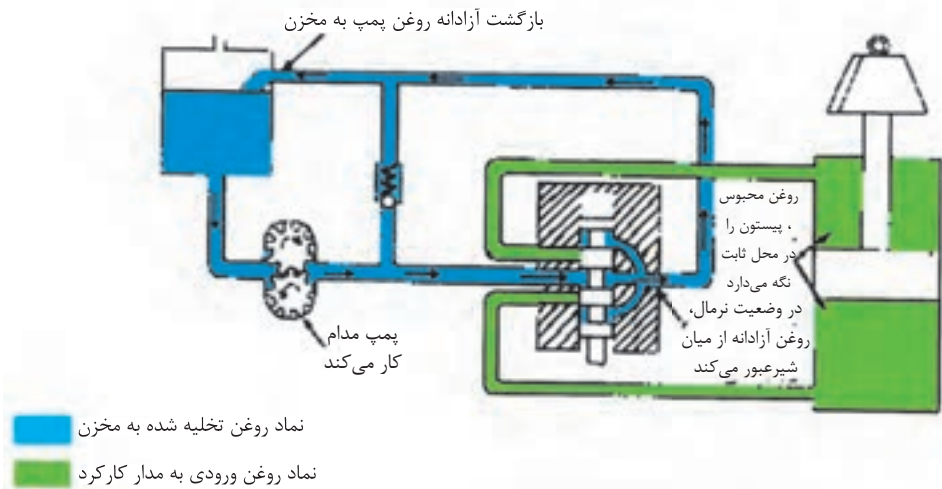 بازگشت آزادانه روغن پمپ به مخزن
روغن محبوس
، پیستون را
در محل ثابت
نگه می‌دارد
در وضعیت نرمال،
روغن آزادانه از میان
شیرعبور می‌کند
پمپ مدام
کار می‌کند
نماد روغن تخلیه شده به مخزن
نماد روغن ورودی به مدار کارکرد